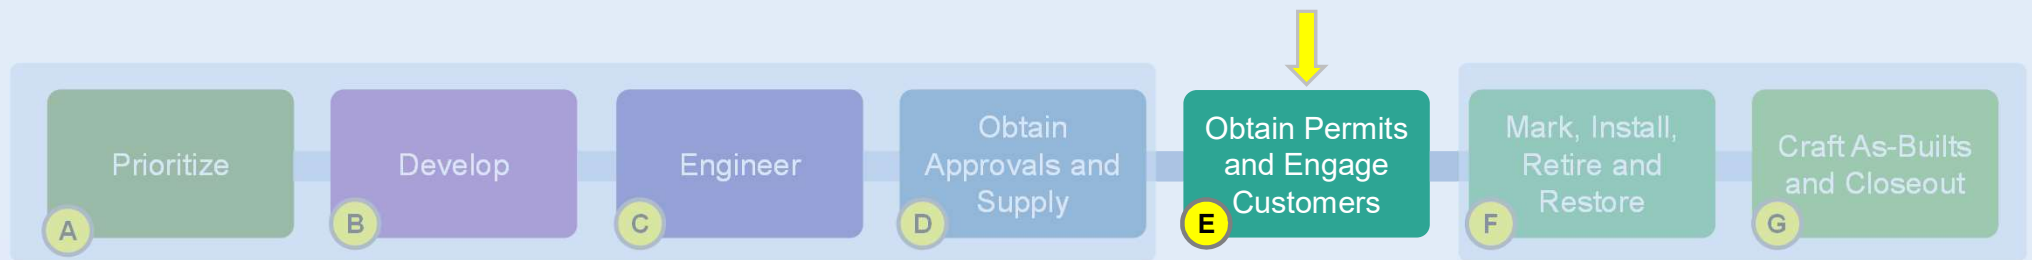 Prioritize
A
Develop
B
Engineer
C
Obtain
Approvals and
Supply
D
Obtain Permits
and Engage
Customers
E
Mark, Install,
Retire and
Restore
F
Craft As-Builts
and Closeout
G